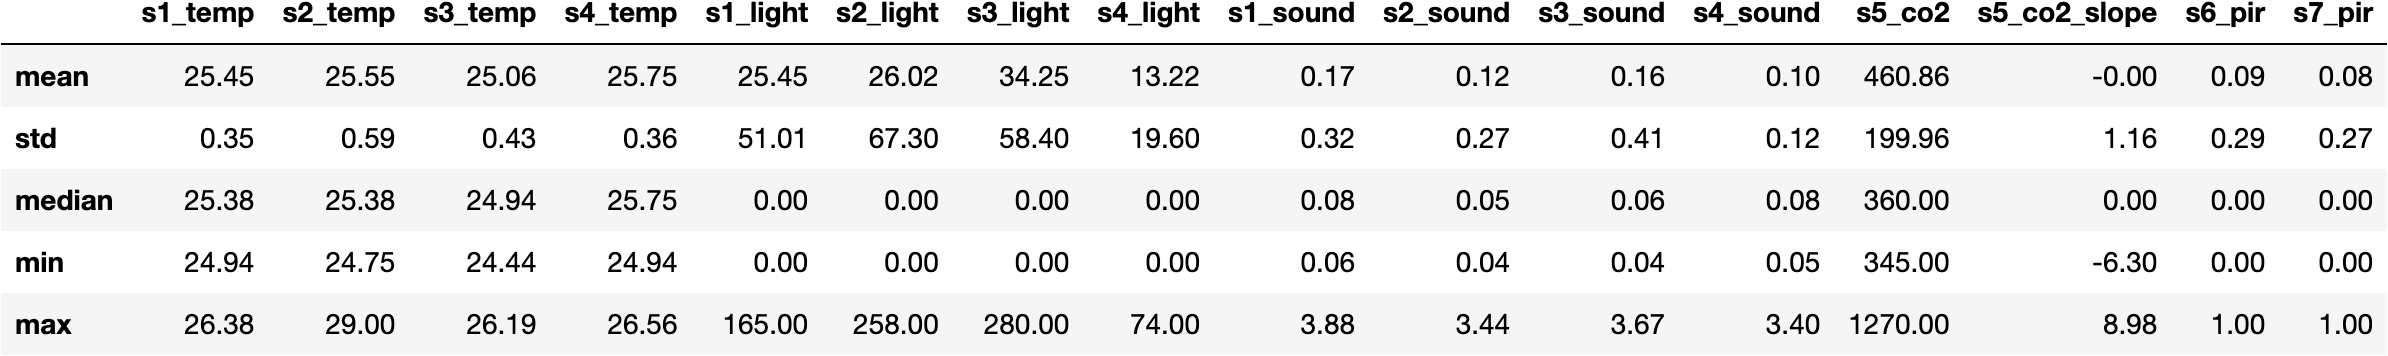 s1_temp s2_temp s3_temp s4_temp s1_light s2_light s3_light s4_light s1_sound s2_sound s3_sound s4_sound s5_co2 s5_co2_slope s6_pir s7_pir
mean 25.45 25.55 25.06 25.75 25.45 26.02 34.25 13.22 0.17 0.12 0.16 0.10 460.86 -0.00 0.09 0.08
std 0.35 0.59 0.43 0.36 51.01 67.30 58.40 19.60 0.32 0.27 0.41 0.12 199.96 1.16 0.29 0.27
median 25.38 25.38 24.94 25.75 0.00 0.00 0.00 0.00 0.08 0.05 0.06 0.08 360.00 0.00 0.00 0.00
min 24.94 24.75 24.44 24.94 0.00 0.00 0.00 0.00 0.06 0.04 0.04 0.05 345.00 -6.30 0.00 0.00
max 26.38 29.00 26.19 26.56 165.00 258.00 280.00 74.00 3.88 3.44 3.67 3.40 1270.00 8.98 1.00 1.00